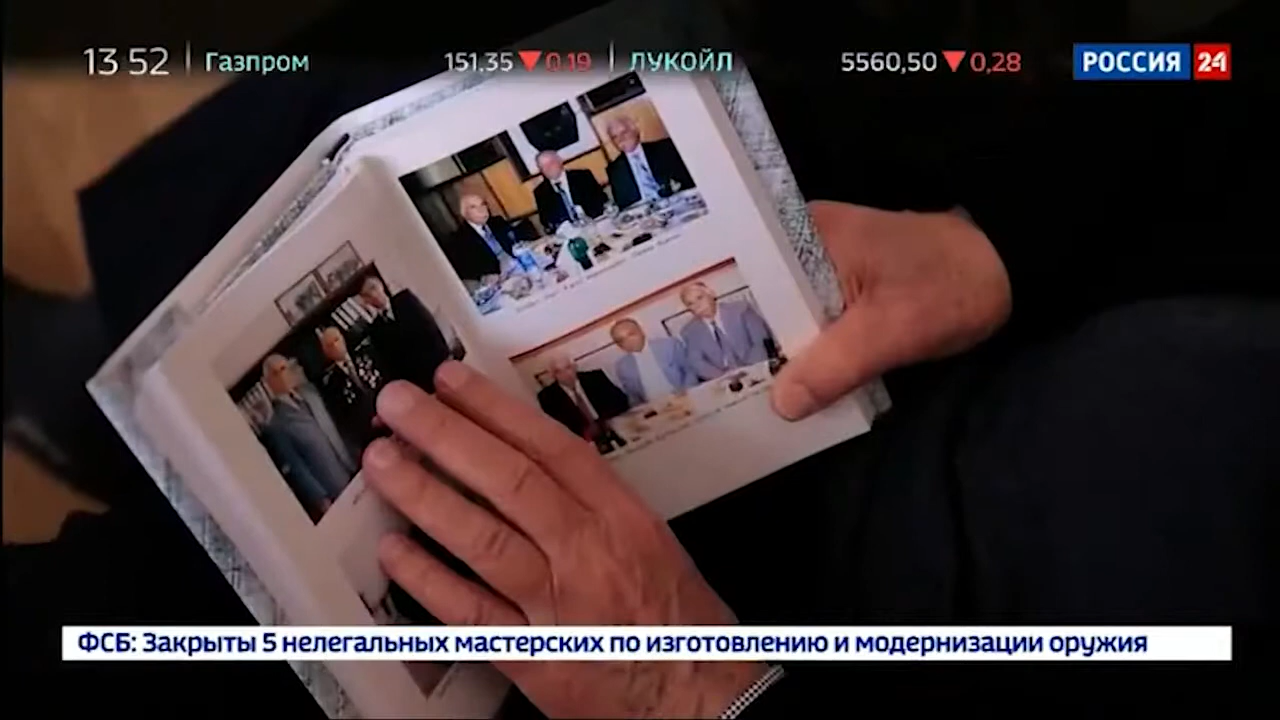 13 52 Газпром 151,35 ▼ 0,19 ЛУКОЙЛ 5560,50 ▼ 0,28 РОССИЯ 24
ФСБ: Закрыты 5 нелегальных мастерских по изготовлению и модернизации оружия